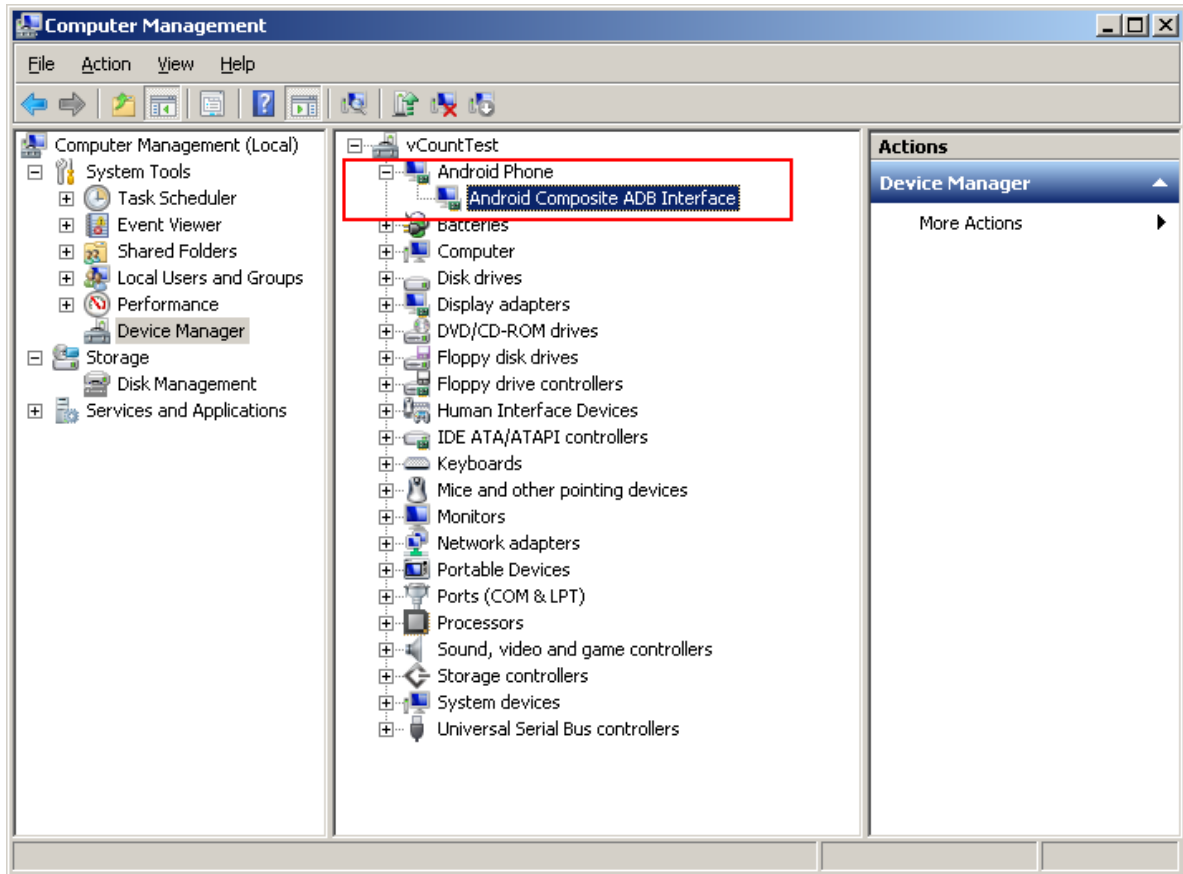 Computer Management
File Action View Help
Computer Management (Local)
System Tools
Task Scheduler
Event Viewer
Shared Folders
Local Users and Groups
Performance
Device Manager
Storage
Disk Management
Services and Applications
vCountTest
Android Phone
Android Composite ADB Interface
Batteries
Computer
Disk drives
Display adapters
DVD/CD-ROM drives
Floppy disk drives
Floppy drive controllers
Human Interface Devices
IDE ATA/ATAPI controllers
Keyboards
Mice and other pointing devices
Monitors
Network adapters
Portable Devices
Ports (COM & LPT)
Processors
Sound, video and game controllers
Storage controllers
System devices
Universal Serial Bus controllers
Actions
Device Manager
More Actions